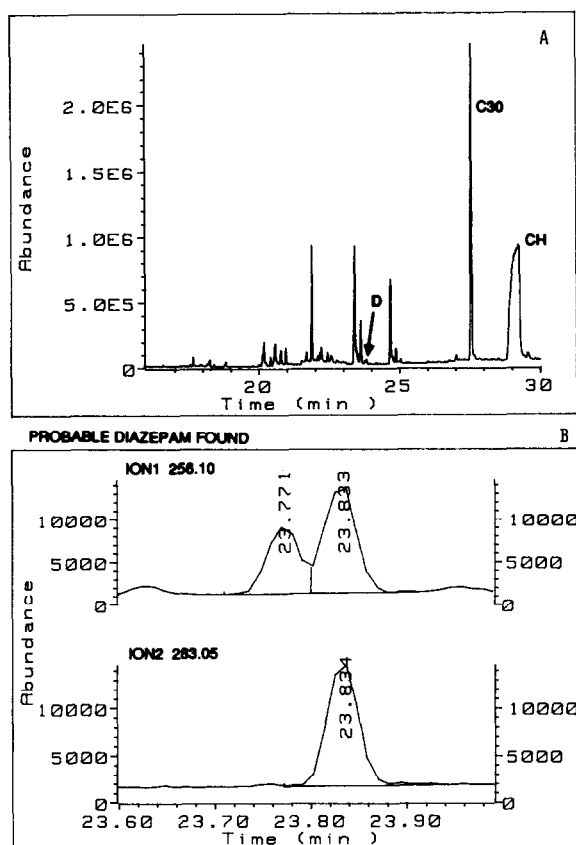 A
2.0E6
1.5E6
1.0E6
5.0E5
0
Abundance
C30
CH
D
20
25
30
Time (min )
PROBABLE DIAZEPAM FOUND
B
ION1 256.10
23.771
23.833
10000
5000
0
10000
5000
0
ION2 283.05
23.834
10000
5000
0
10000
5000
0
Abundance
23.60
23.70
23.80
23.90
Time (min )